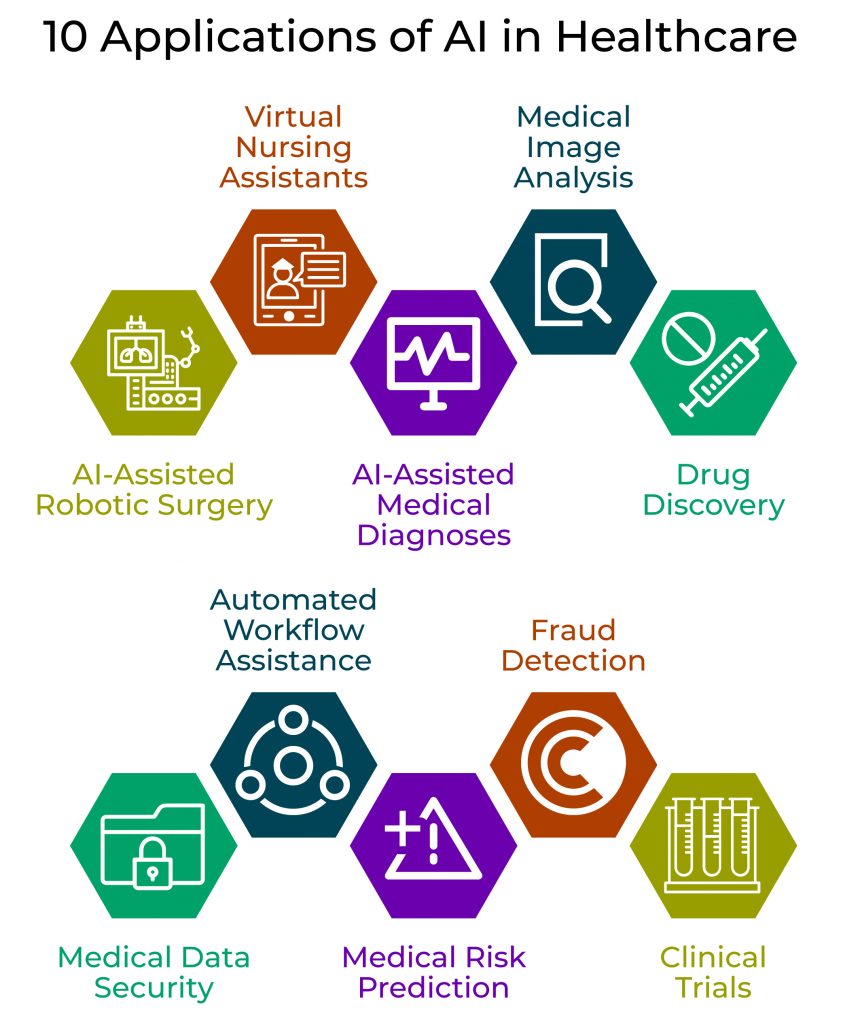 10 Applications of AI in Healthcare
Virtual
Nursing
Assistants
Medical
Image
Analysis
AI-Assisted
Robotic Surgery
AI-Assisted
Medical
Diagnoses
Drug
Discovery
Automated
Workflow
Assistance
Fraud
Detection
Medical Data
Security
Medical Risk
Prediction
Clinical
Trials